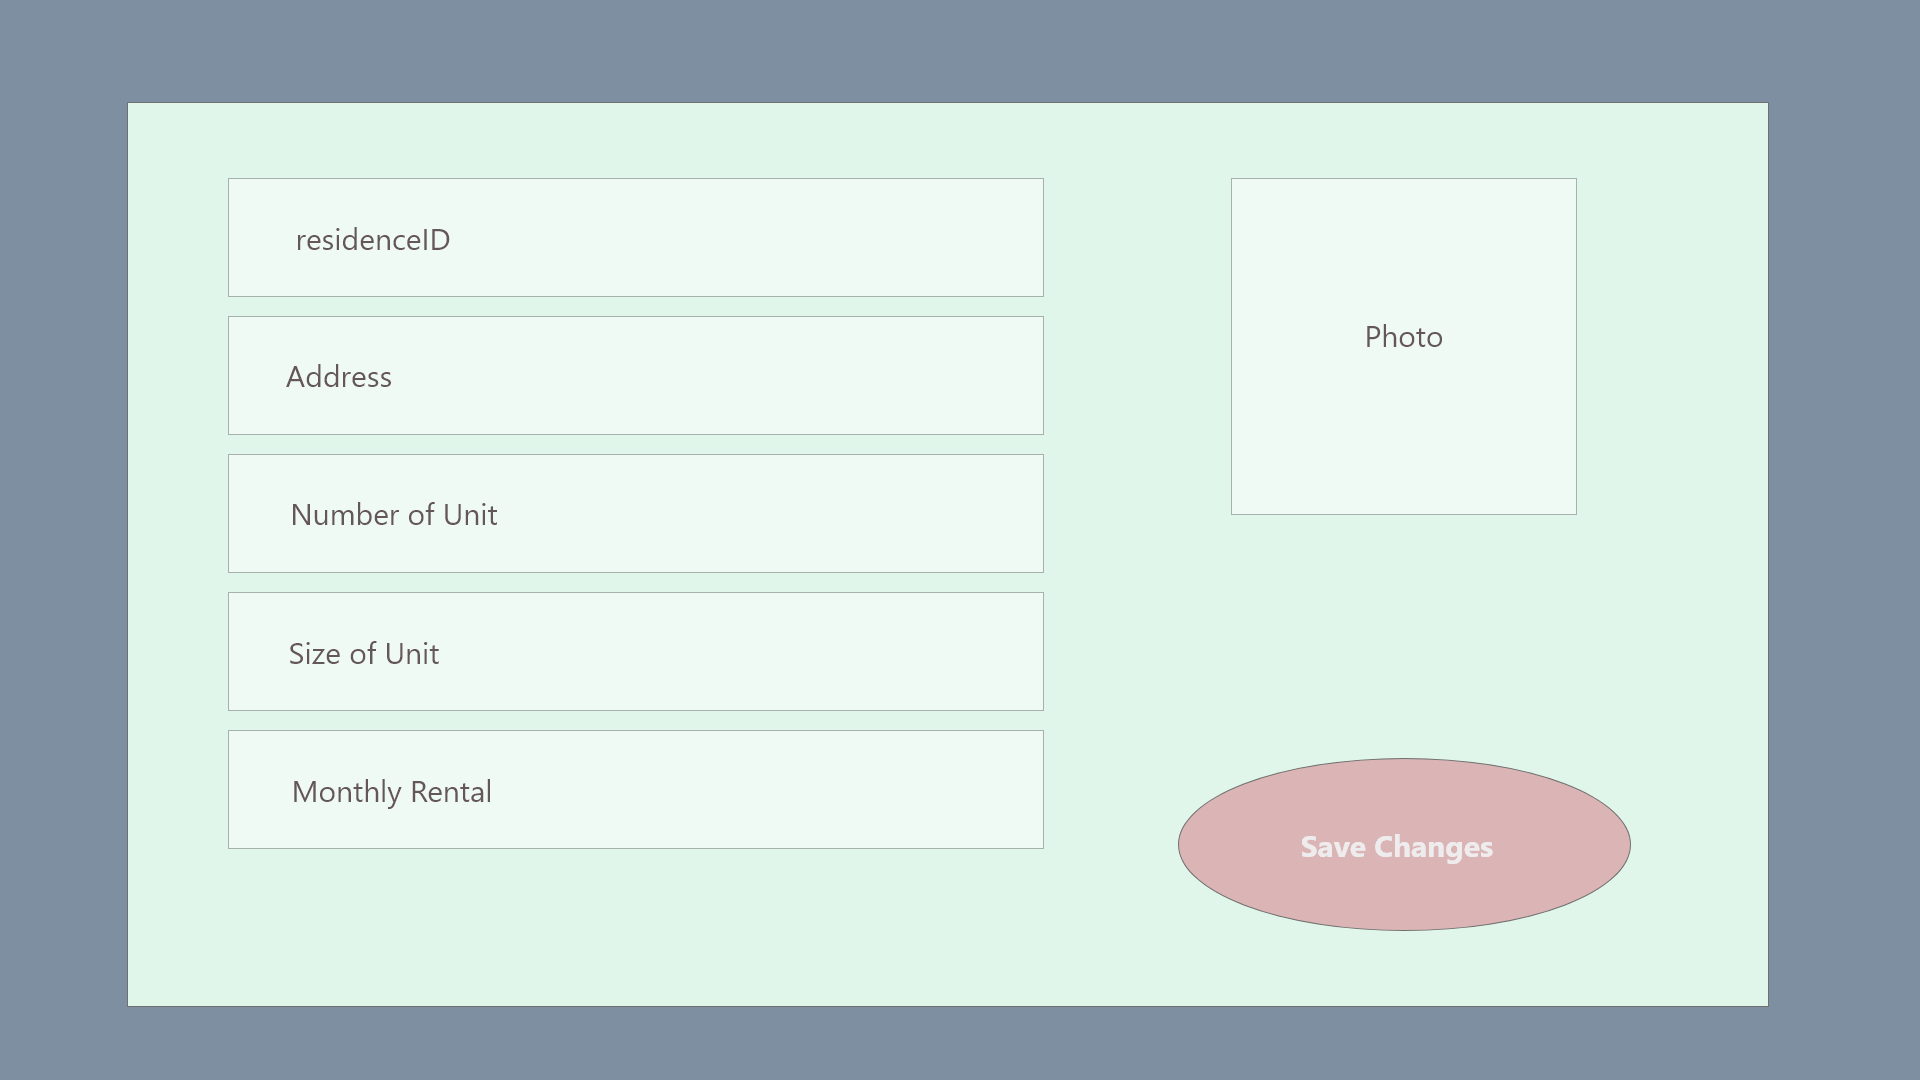 residenceID
Address
Number of Unit
Size of Unit
Monthly Rental
Photo
Save Changes